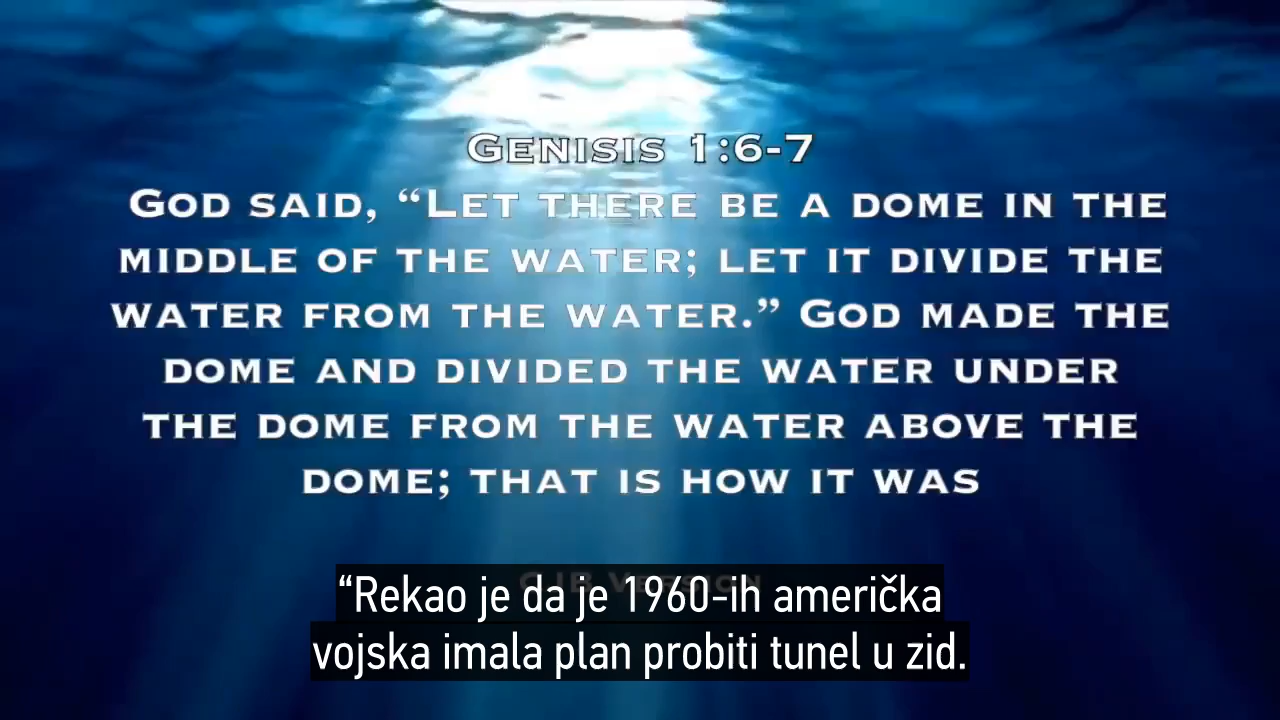 GENISIS 1:6-7
GOD SAID, “LET THERE BE A DOME IN THE
MIDDLE OF THE WATER; LET IT DIVIDE THE
WATER FROM THE WATER.” GOD MADE THE
DOME AND DIVIDED THE WATER UNDER
THE DOME FROM THE WATER ABOVE THE
DOME; THAT IS HOW IT WAS
CJB VERSION
“Rekao je da je 1960-ih američka
vojska imala plan probiti tunel u zid.